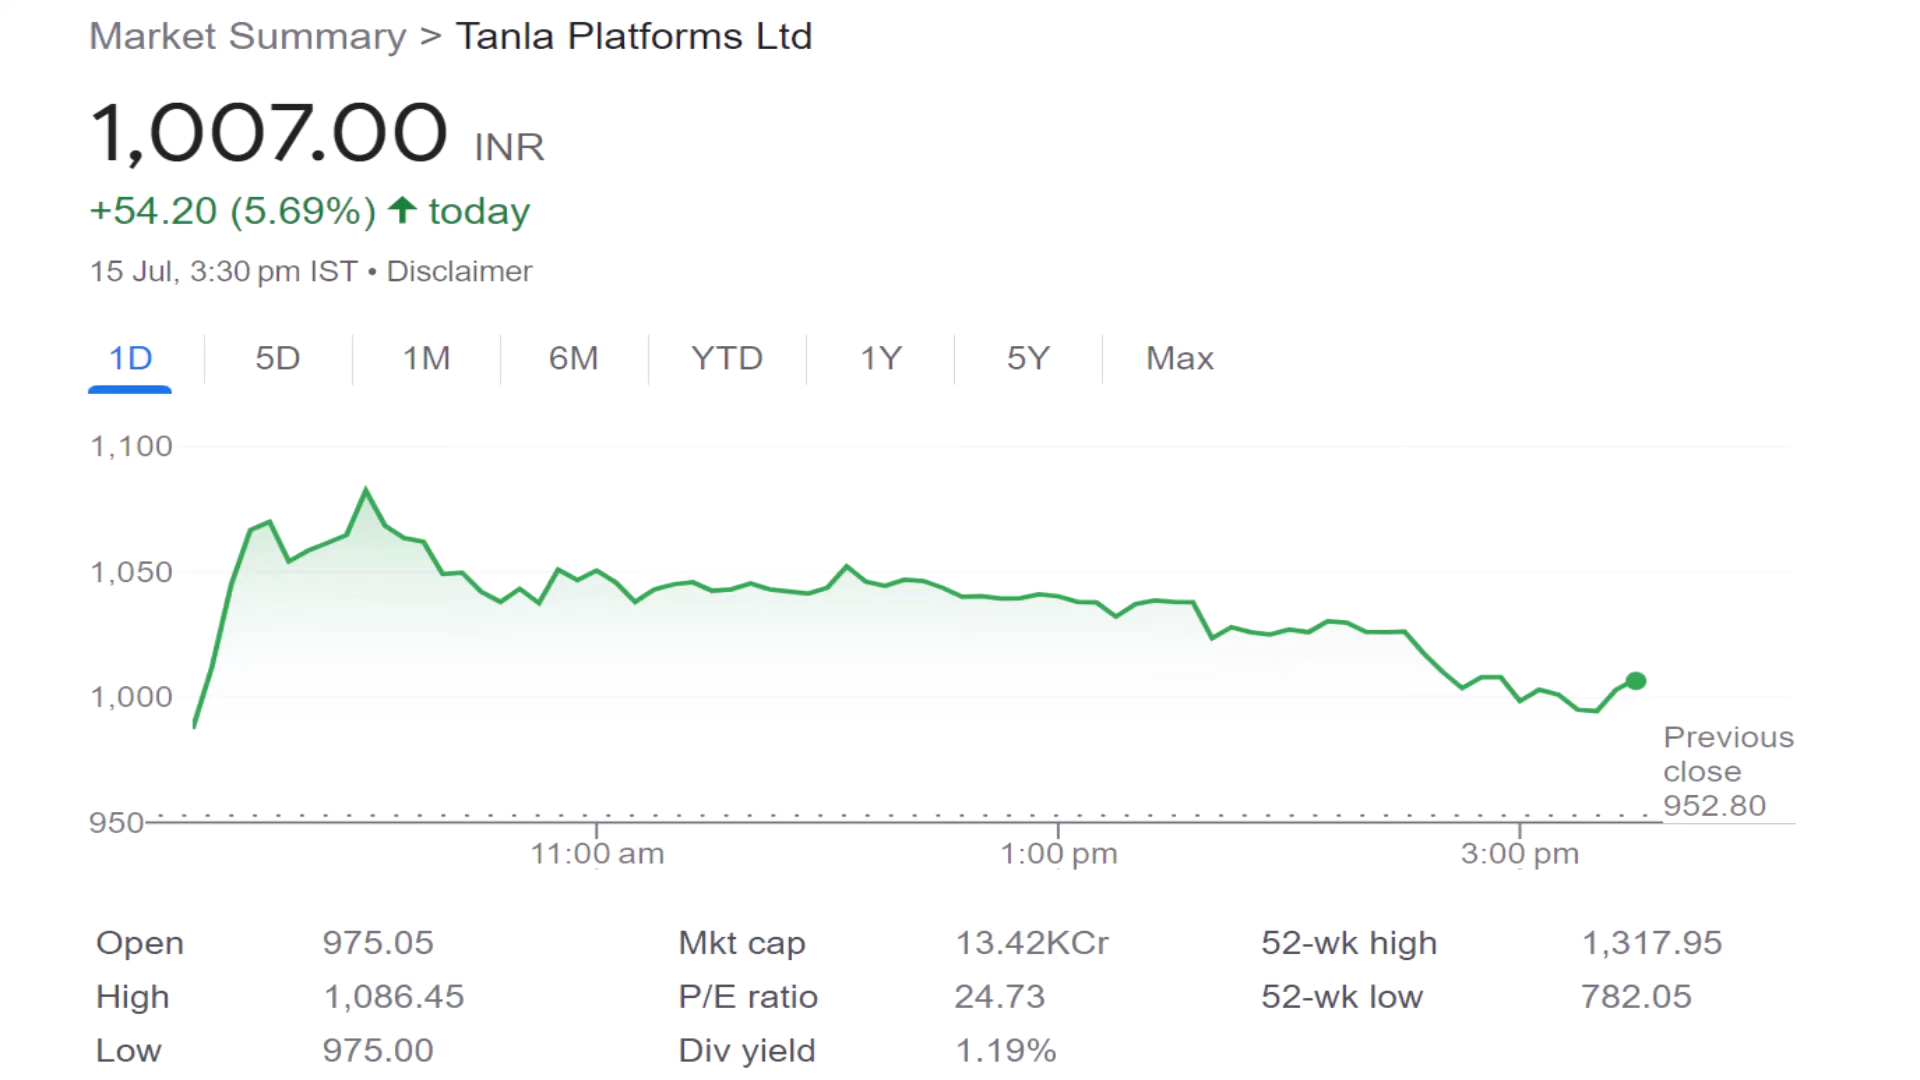 Market Summary > Tanla Platforms Ltd
1,007.00 INR
+54.20 (5.69%) ↑ today
15 Jul, 3:30 pm IST • Disclaimer
1D 5D 1M 6M YTD 1Y 5Y Max
1,100
1,050
1,000
950
Previous
close
952.80
11:00 am 1:00 pm 3:00 pm
Open 975.05 Mkt cap 13.42KCr 52-wk high 1,317.95
High 1,086.45 P/E ratio 24.73 52-wk low 782.05
Low 975.00 Div yield 1.19%